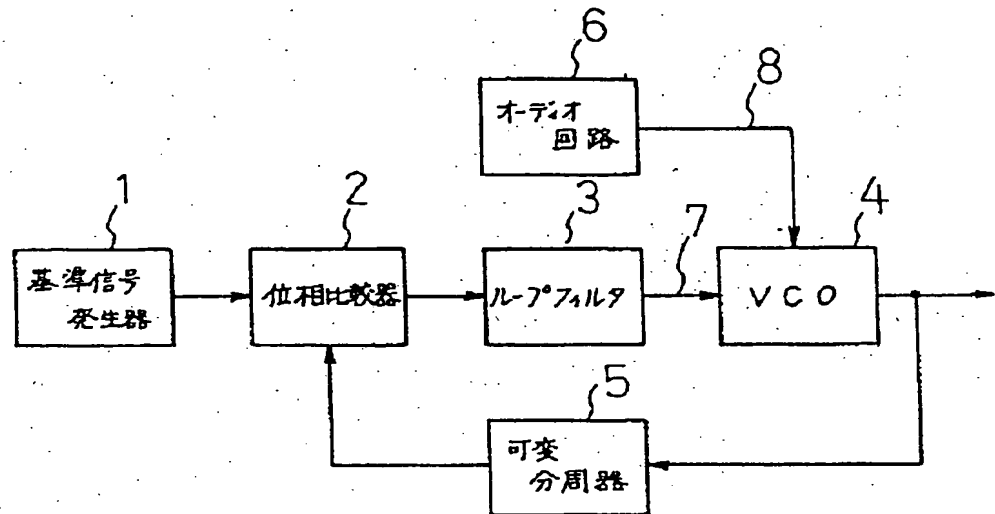 6
オーディオ
回路
8
1
基準信号
発生器
2
位相比較器
3
ループフィルタ
7
4
VCO
5
可変
分周器